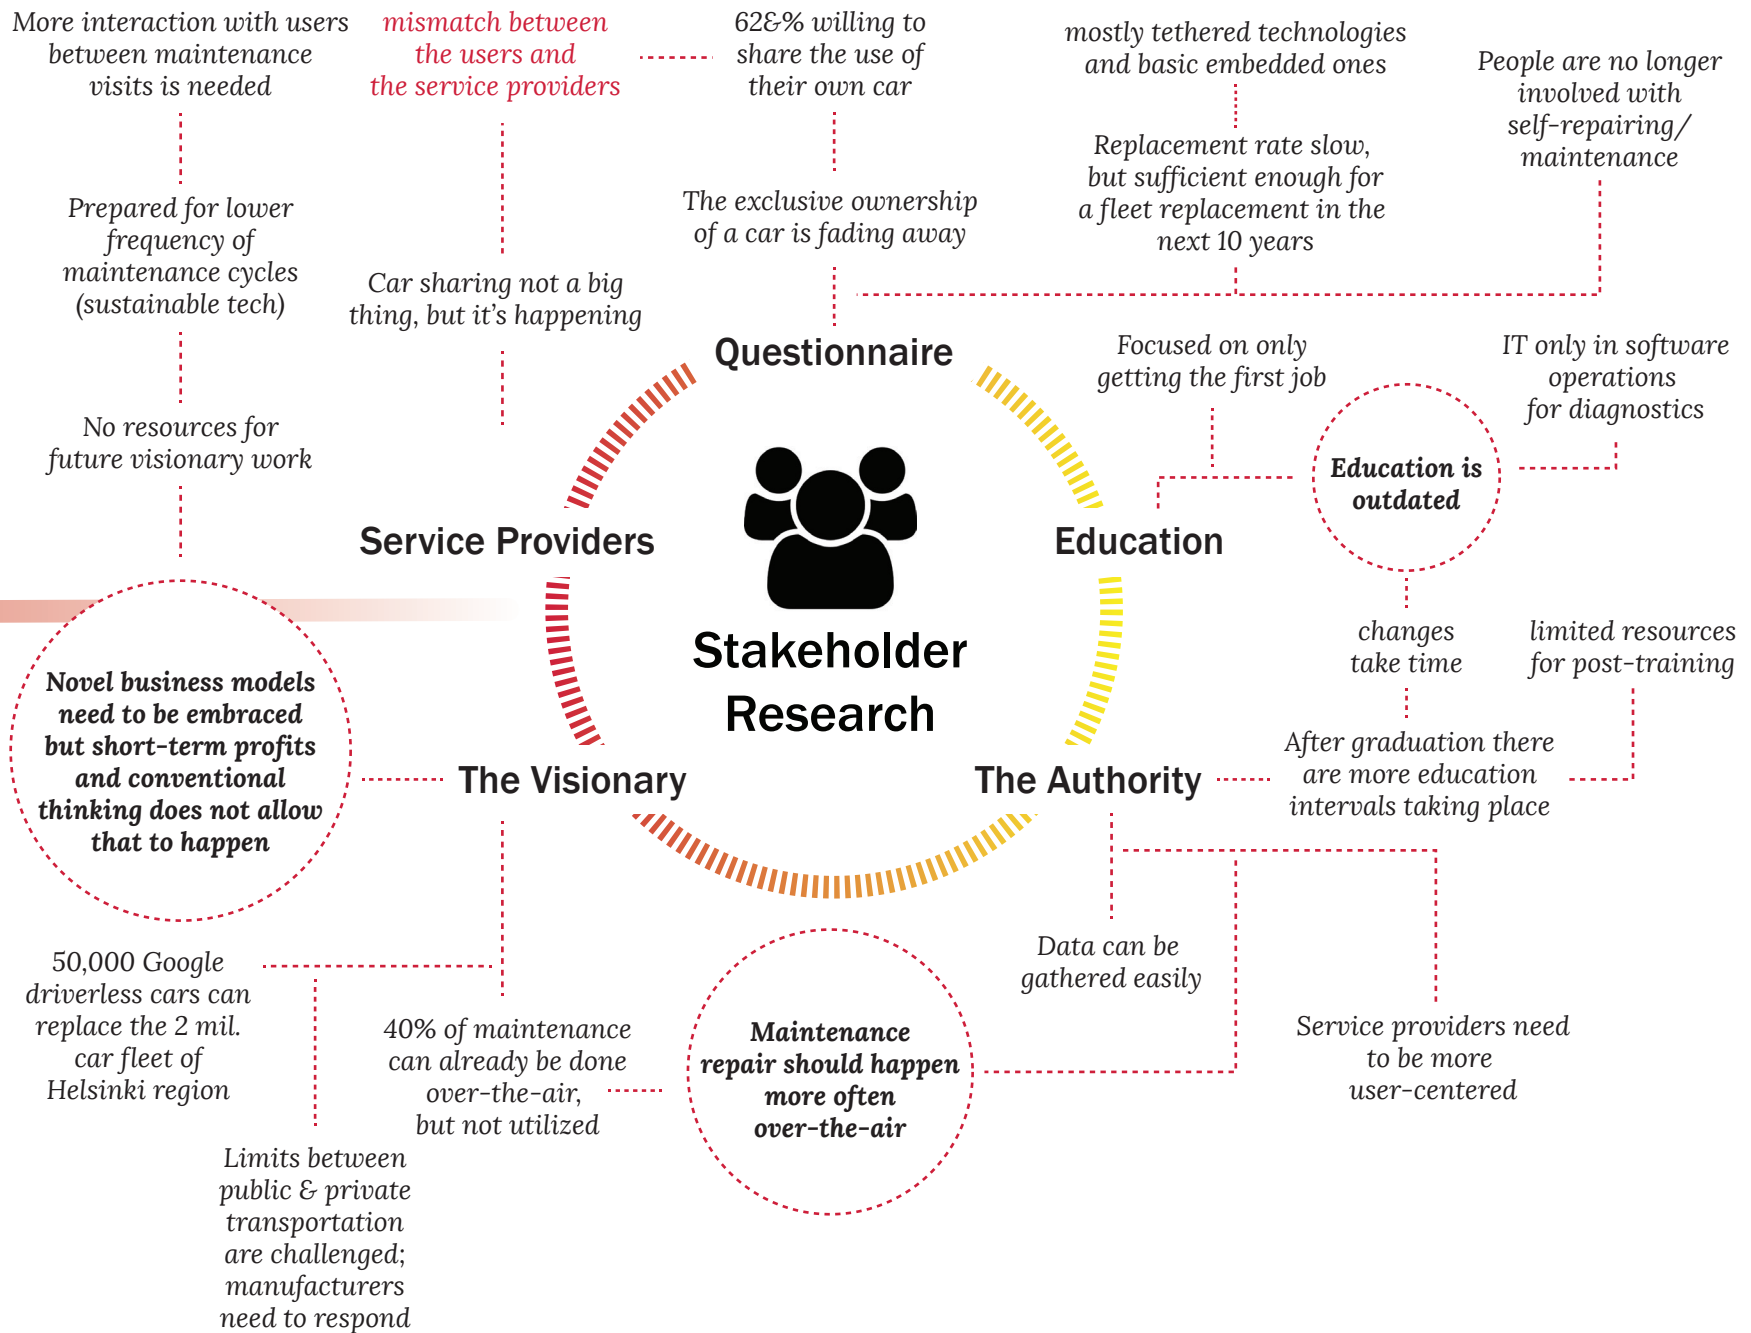 More interaction with users
between maintenance
visits is needed
mismatch between
the users and
the service providers
62&% willing to
share the use of
their own car
mostly tethered technologies
and basic embedded ones
People are no longer
involved with
self-repairing/
maintenance
Prepared for lower
frequency of
maintenance cycles
(sustainable tech)
Car sharing not a big
thing, but it's happening
The exclusive ownership
of a car is fading away
Replacement rate slow,
but sufficient enough for
a fleet replacement in the
next 10 years
No resources for
future visionary work
Questionnaire
Focused on only
getting the first job
IT only in software
operations
for diagnostics
Education is
outdated
Service Providers
Education
Stakeholder
Research
changes
take time
limited resources
for post-training
Novel business models
need to be embraced
but short-term profits
and conventional
thinking does not allow
that to happen
The Visionary
The Authority
After graduation there
are more education
intervals taking place
50,000 Google
driverless cars can
replace the 2 mil.
car fleet of
Helsinki region
40% of maintenance
can already be done
over-the-air,
but not utilized
Maintenance
repair should happen
more often
over-the-air
Data can be
gathered easily
Service providers need
to be more
user-centered
Limits between
public & private
transportation
are challenged;
manufacturers
need to respond